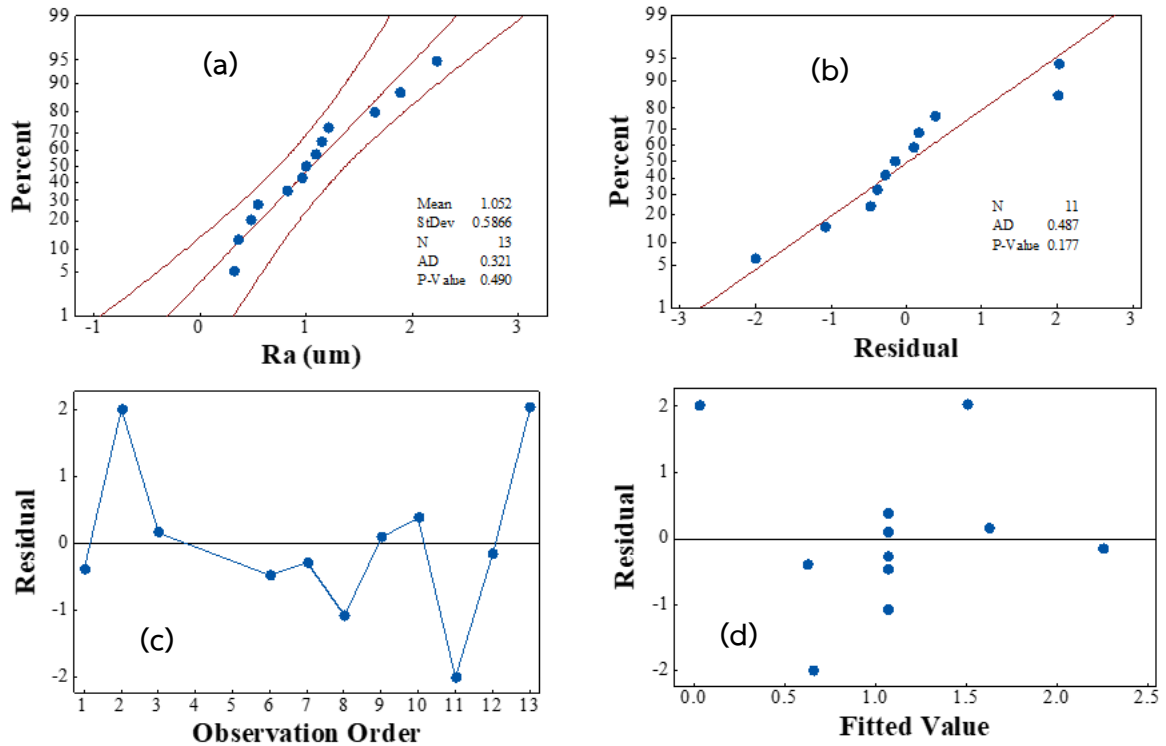 (a)
Percent
99
95
90
80
70
60
50
40
30
20
10
5
1
Mean 1.052
StDev 0.5866
N 13
AD 0.321
P-Value 0.490
-1 0 1 2 3
Ra (um)
(b)
Percent
99
95
90
80
70
60
50
40
30
20
10
5
1
N 11
AD 0.487
P-Value 0.177
-3 -2 -1 0 1 2 3
Residual
(c)
Residual
2
1
0
-1
-2
1 2 3 4 5 6 7 8 9 10 11 12 13
Observation Order
(d)
Residual
2
1
0
-1
-2
0.0 0.5 1.0 1.5 2.0 2.5
Fitted Value